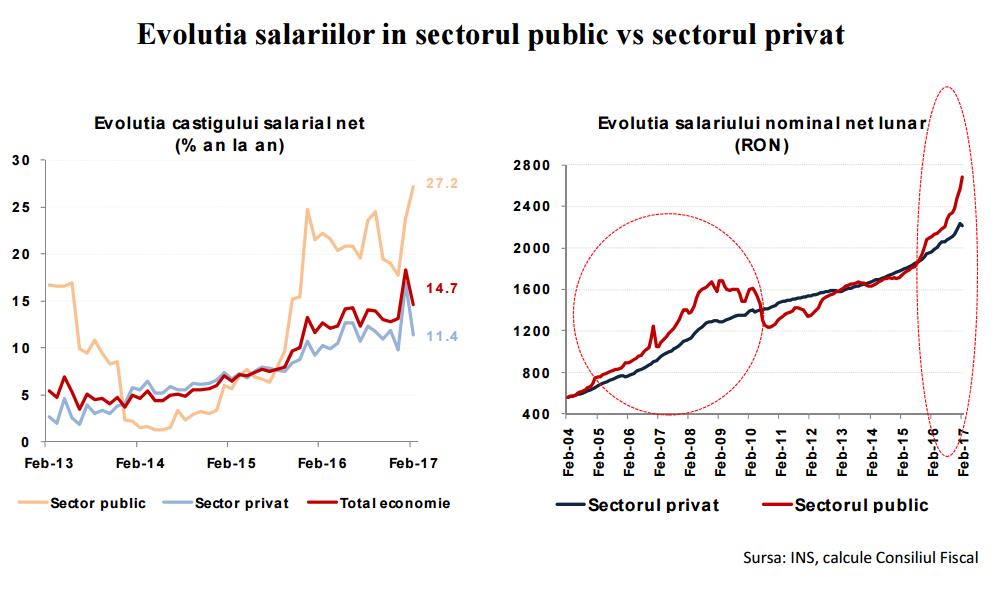 Evolutia salariilor in sectorul public vs sectorul privat
Evolutia castigului salarial net
(% an la an)
30
25
20
15
10
5
0
27.2
14.7
11.4
Feb-13
Feb-14
Feb-15
Feb-16
Feb-17
Sector public
Sector privat
Total economie
Evolutia salariului nominal net lunar
(RON)
2800
2400
2000
1600
1200
800
400
Feb-04
Feb-05
Feb-06
Feb-07
Feb-08
Feb-09
Feb-10
Feb-11
Feb-12
Feb-13
Feb-14
Feb-15
Feb-16
Feb-17
Sectorul privat
Sectorul public
Sursa: INS, calcule Consiliul Fiscal